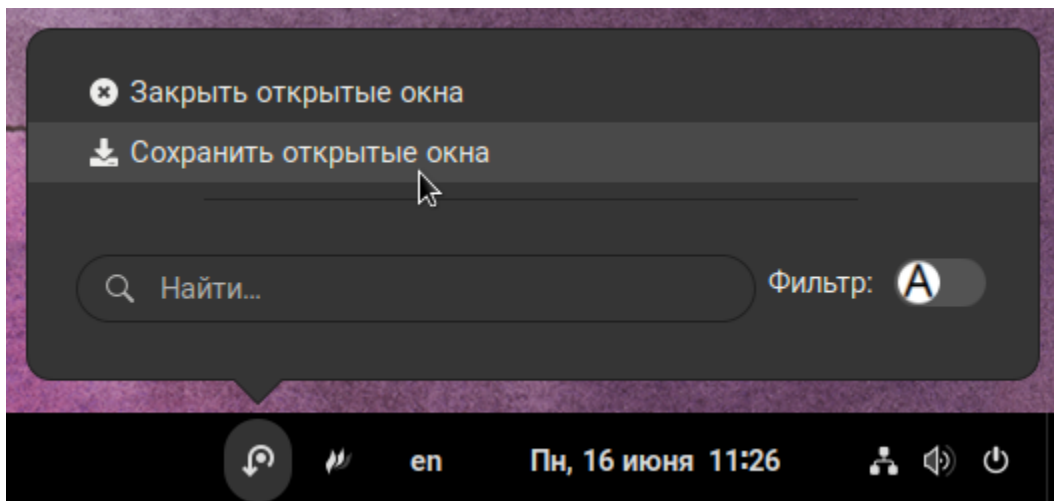 Закрыть открытые окна
Сохранить открытые окна
Найти...
Фильтр: A
en Пн, 16 июня 11:26